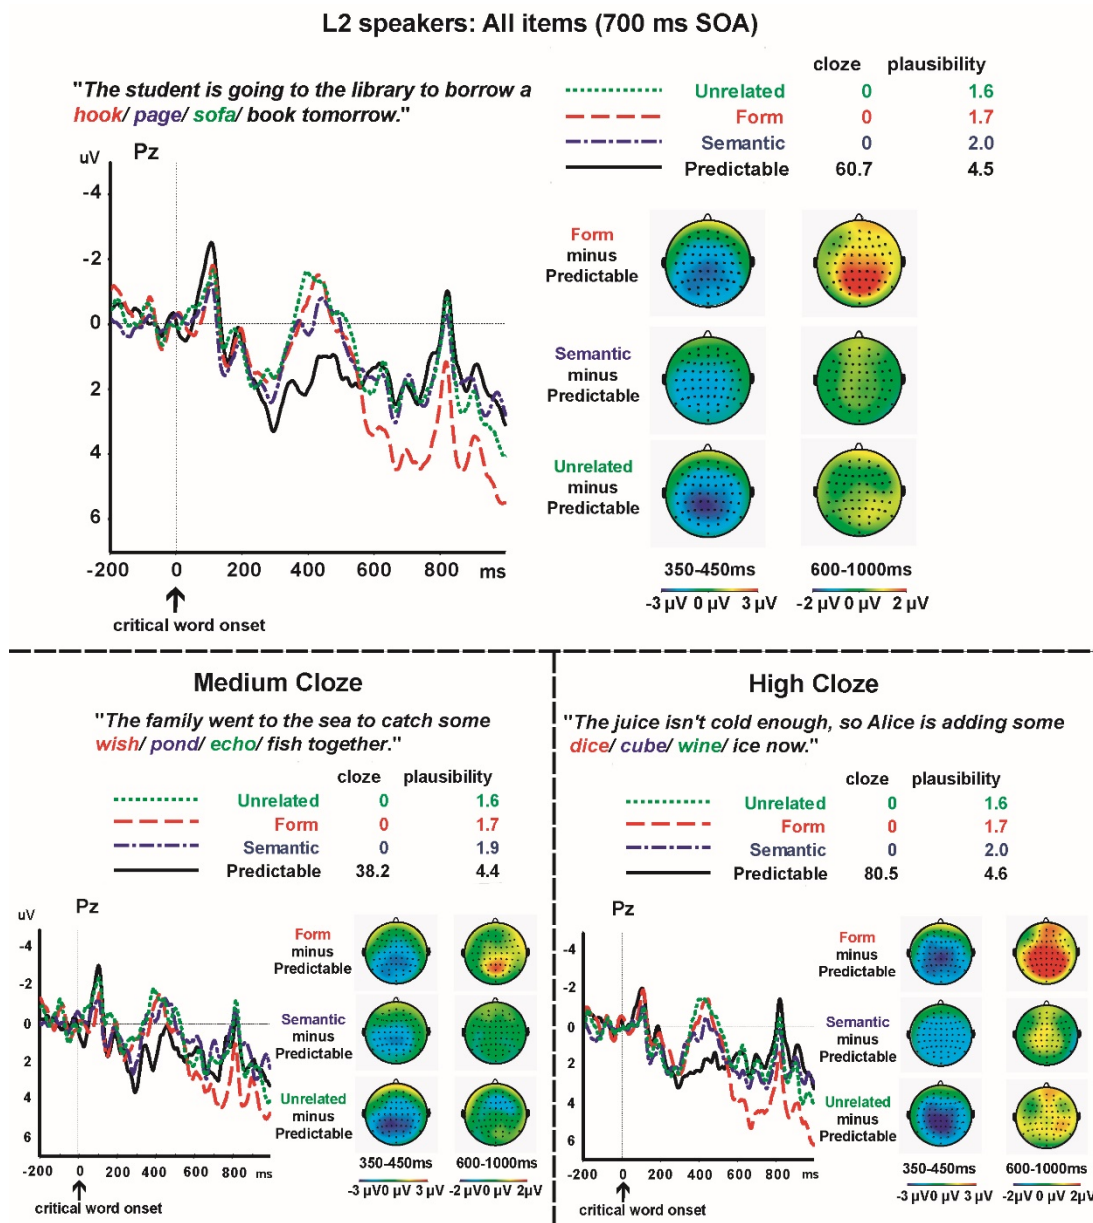 L2 speakers: All items (700 ms SOA)
"The student is going to the library to borrow a
hook/ page/ sofa/ book tomorrow."
cloze plausibility
Unrelated 0 1.6
Form 0 1.7
Semantic 0 2.0
Predictable 60.7 4.5
Pz
uV
-4
-2
0
2
4
6
-200 0 200 400 600 800 ms
critical word onset
Form
minus
Predictable
Semantic
minus
Predictable
Unrelated
minus
Predictable
350-450ms 600-1000ms
-3 μV 0 μV 3 μV -2 μV 0 μV 2 μV
Medium Cloze
"The family went to the sea to catch some
wish/ pond/ echo/ fish together."
cloze plausibility
Unrelated 0 1.6
Form 0 1.7
Semantic 0 1.9
Predictable 38.2 4.4
Pz
uV
-4
-2
0
2
4
6
-200 0 200 400 600 800 ms
critical word onset
Form
minus
Predictable
Semantic
minus
Predictable
Unrelated
minus
Predictable
350-450ms 600-1000ms
-3 μV 0 μV 3 μV -2 μV 0 μV 2μV
High Cloze
"The juice isn't cold enough, so Alice is adding some
dice/ cube/ wine/ ice now."
cloze plausibility
Unrelated 0 1.6
Form 0 1.7
Semantic 0 2.0
Predictable 80.5 4.6
Pz
-4
-2
0
2
4
6
-200 0 200 400 600 800 ms
critical word onset
Form
minus
Predictable
Semantic
minus
Predictable
Unrelated
minus
Predictable
350-450ms 600-1000ms
-3 μV 0 μV 3 μV -2μV 0 μV 2μV